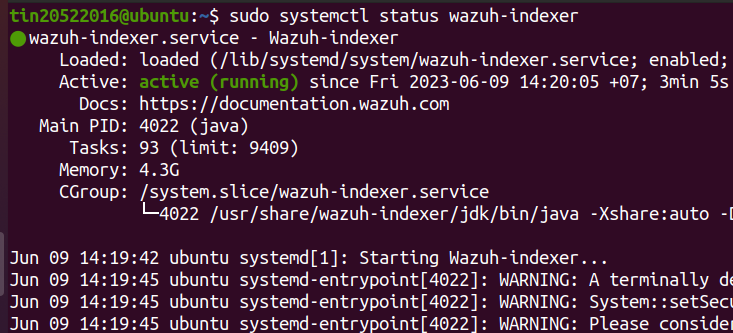 tin20522016@ubuntu:~$ sudo systemctl status wazuh-indexer
● wazuh-indexer.service - Wazuh-indexer
Loaded: loaded (/lib/systemd/system/wazuh-indexer.service; enabled;
Active: active (running) since Fri 2023-06-09 14:20:05 +07; 3min 5s
Docs: https://documentation.wazuh.com
Main PID: 4022 (java)
Tasks: 93 (limit: 9409)
Memory: 4.3G
CGroup: /system.slice/wazuh-indexer.service
└─4022 /usr/share/wazuh-indexer/jdk/bin/java -Xshare:auto -D
Jun 09 14:19:42 ubuntu systemd[1]: Starting Wazuh-indexer...
Jun 09 14:19:45 ubuntu systemd-entrypoint[4022]: WARNING: A terminally de
Jun 09 14:19:45 ubuntu systemd-entrypoint[4022]: WARNING: System::setSecu
Jun 09 14:19:45 ubuntu systemd-entrypoint[4022]: WARNING: Please consider